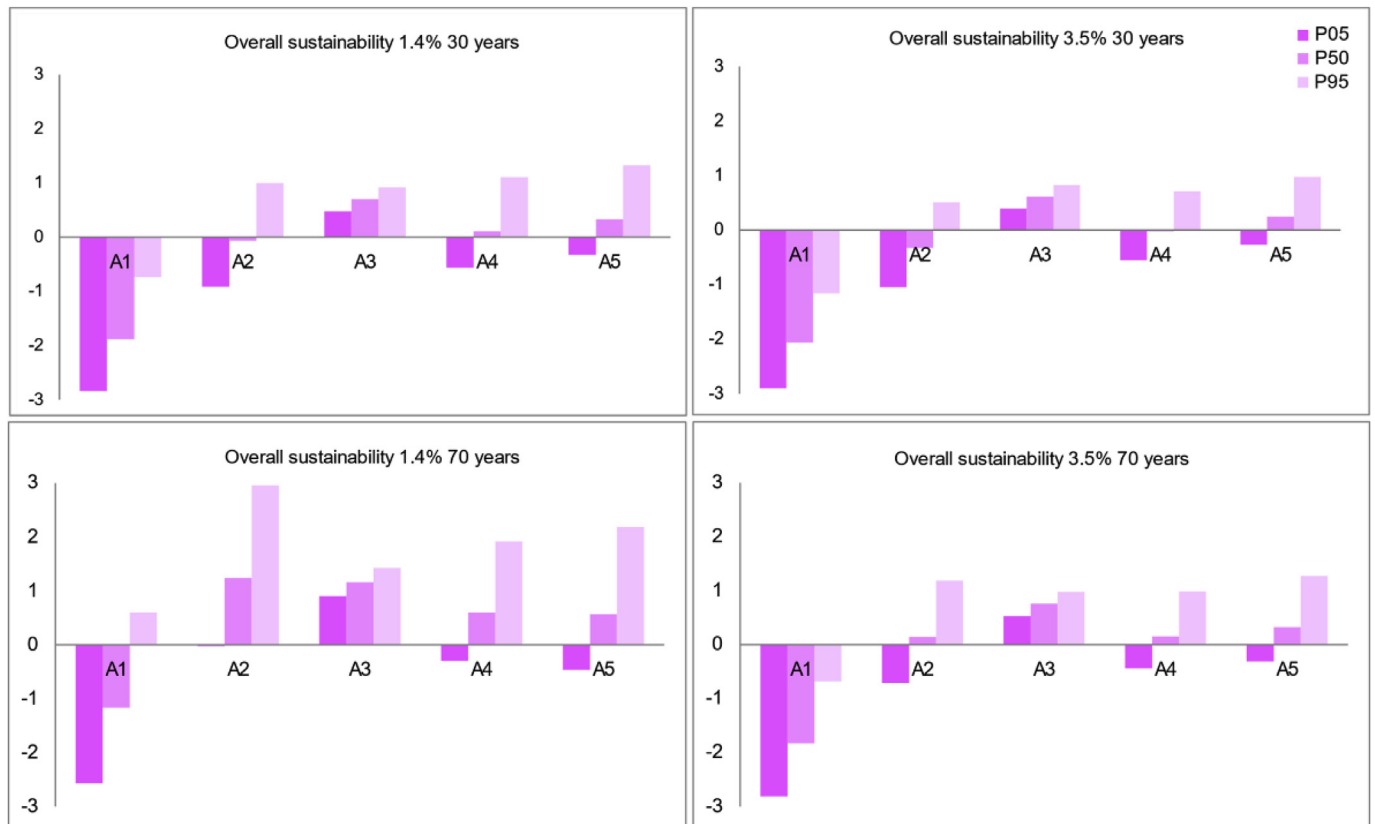 Overall sustainability 1.4% 30 years
3
2
1
0
-1
-2
-3
A1
A2
A3
A4
A5
Overall sustainability 3.5% 30 years
P05
P50
P95
3
2
1
0
-1
-2
-3
A1
A2
A3
A4
A5
Overall sustainability 1.4% 70 years
3
2
1
0
-1
-2
-3
A1
A2
A3
A4
A5
Overall sustainability 3.5% 70 years
3
2
1
0
-1
-2
-3
A1
A2
A3
A4
A5